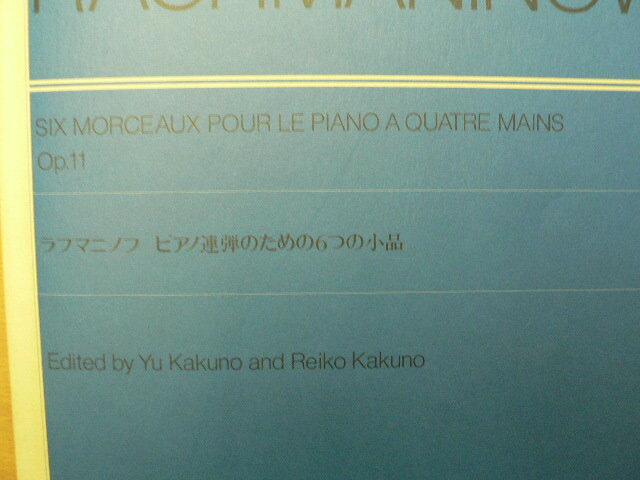 RACHMANINOW
SIX MORCEAUX POUR LE PIANO A QUATRE MAINS
Op.11
ラフマニノフ ピアノ連弾のための6つの小品
Edited by Yu Kakuno and Reiko Kakuno